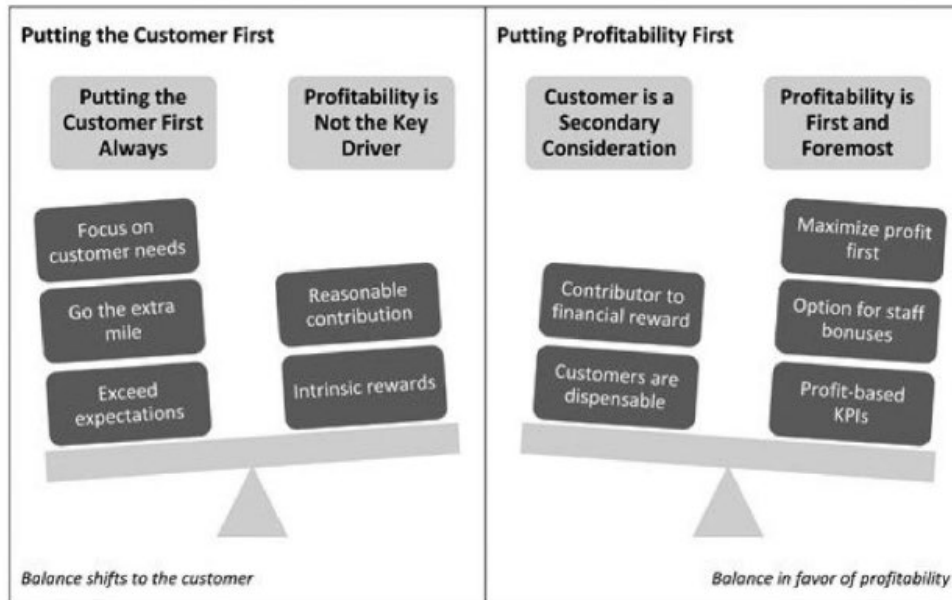 Putting the Customer First
Putting the
Customer First
Always
Profitability is
Not the Key
Driver
Focus on
customer needs
Go the extra
mile
Exceed
expectations
Reasonable
contribution
Intrinsic rewards
Balance shifts to the customer
Putting Profitability First
Customer is a
Secondary
Consideration
Profitability is
First and
Foremost
Contributor to
financial reward
Customers are
dispensable
Maximize profit
first
Option for staff
bonuses
Profit-based
KPIs
Balance in favor of profitability